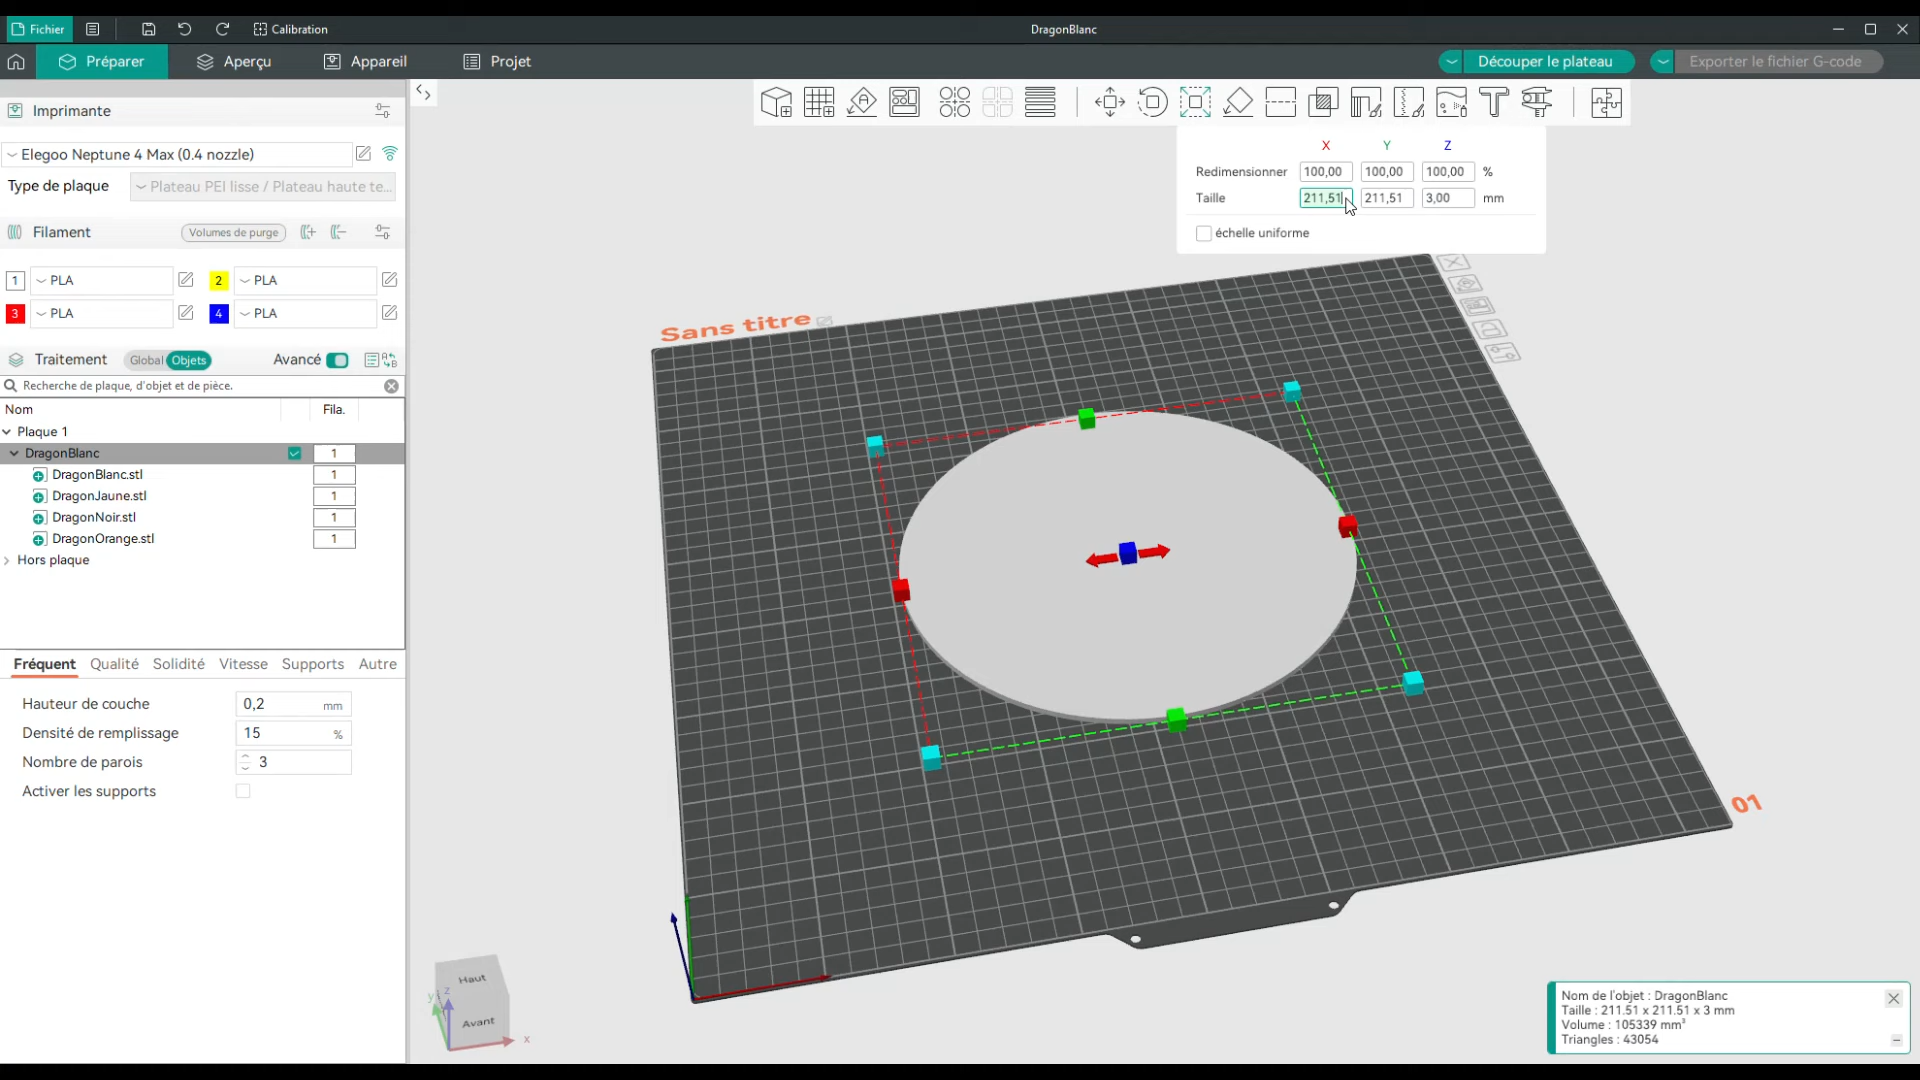 Fichier
Calibration
DragonBlanc
Préparer
Aperçu
Appareil
Projet
Découper le plateau
Exporter le fichier G-code
Imprimante
Elegoo Neptune 4 Max (0.4 nozzle)
Type de plaque
Plateau PEI lisse / Plateau haute te...
Filament
Volumes de purge
1 PLA
2 PLA
3 PLA
4 PLA
Traitement
Global
Objets
Avancé
Recherche de plaque, d'objet et de pièce.
Nom
Fila.
Plaque 1
DragonBlanc 1
DragonBlanc.stl 1
DragonJaune.stl 1
DragonNoir.stl 1
DragonOrange.stl 1
Hors plaque
Fréquent
Qualité
Solidité
Vitesse
Supports
Autre
Hauteur de couche 0,2 mm
Densité de remplissage 15 %
Nombre de parois 3
Activer les supports
X Y Z
Redimensionner 100,00 100,00 100,00 %
Taille 211,51 211,51 3,00 mm
échelle uniforme
Sans titre
01
Haut
Avant
y
z
x
Nom de l'objet : DragonBlanc
Taille : 211.51 x 211.51 x 3 mm
Volume : 105339 mm³
Triangles : 43054